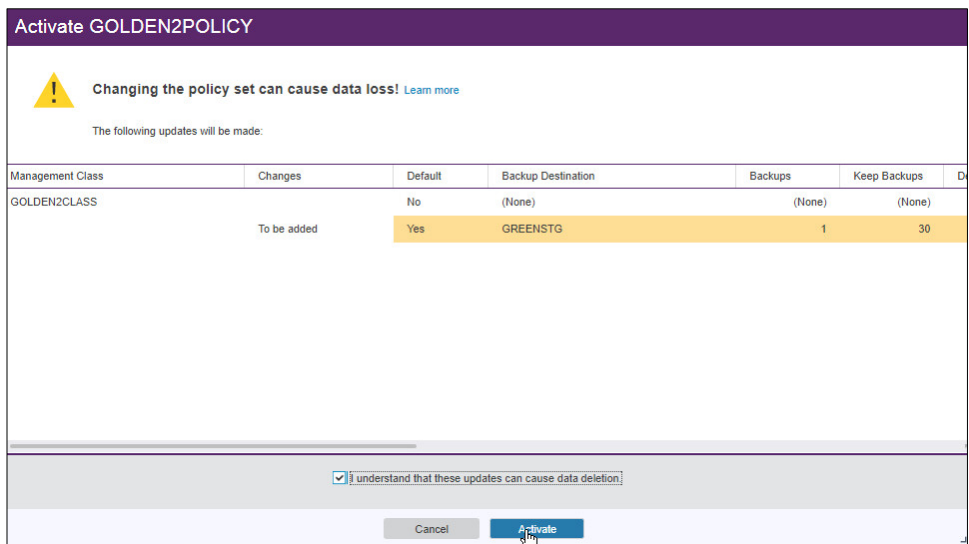 Activate GOLDEN2POLICY
Changing the policy set can cause data loss! Learn more
The following updates will be made:
Management Class Changes Default Backup Destination Backups Keep Backups De
GOLDEN2CLASS No (None) (None) (None)
To be added Yes GREENSTG 1 30
I understand that these updates can cause data deletion.
Cancel Activate